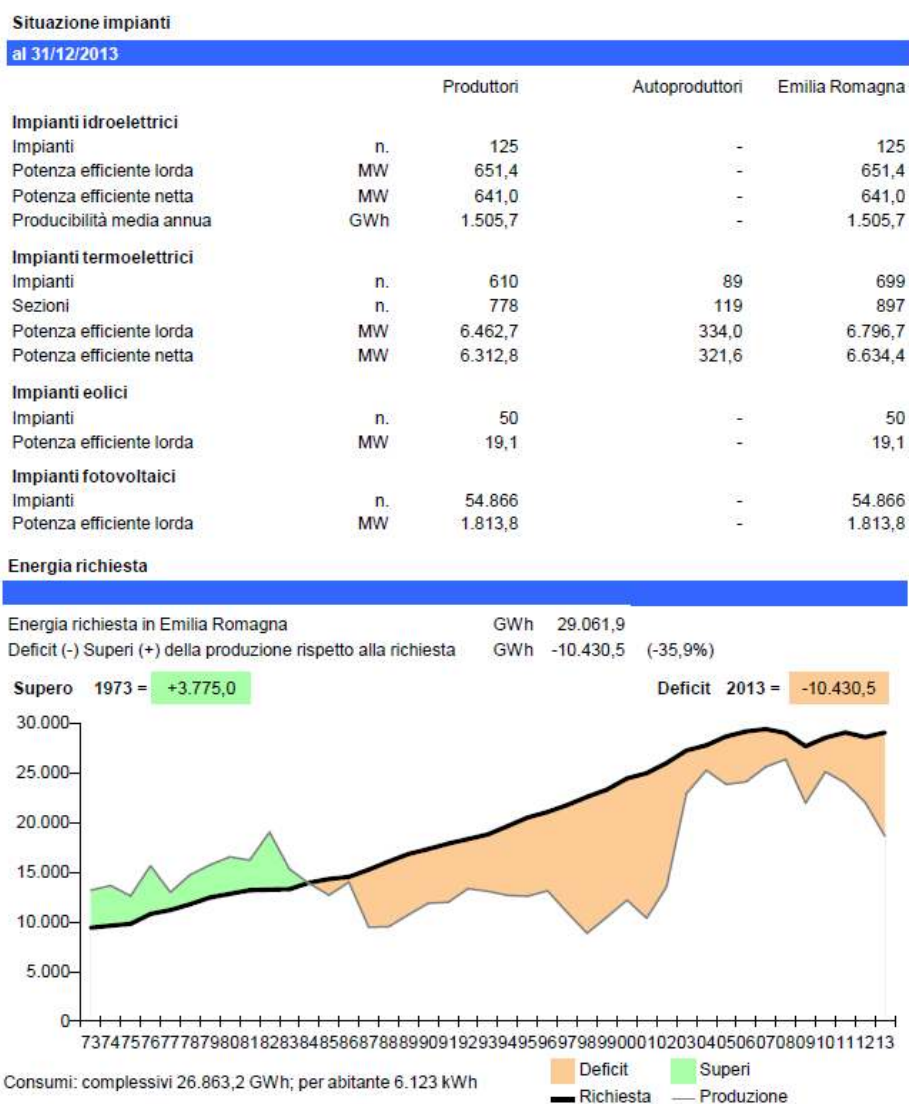 Situazione impianti
al 31/12/2013
Produttori Autoproduttori Emilia Romagna
Impianti idroelettrici
Impianti n. 125 - 125
Potenza efficiente lorda MW 651,4 - 651,4
Potenza efficiente netta MW 641,0 - 641,0
Producibilità media annua GWh 1.505,7 - 1.505,7
Impianti termoelettrici
Impianti n. 610 89 699
Sezioni n. 778 119 897
Potenza efficiente lorda MW 6.462,7 334,0 6.796,7
Potenza efficiente netta MW 6.312,8 321,6 6.634,4
Impianti eolici
Impianti n. 50 - 50
Potenza efficiente lorda MW 19,1 - 19,1
Impianti fotovoltaici
Impianti n. 54.866 - 54.866
Potenza efficiente lorda MW 1.813,8 - 1.813,8
Energia richiesta
Energia richiesta in Emilia Romagna GWh 29.061,9
Deficit (-) Superi (+) della produzione rispetto alla richiesta GWh -10.430,5 (-35,9%)
Supero 1973 = +3.775,0 Deficit 2013 = -10.430,5
30.000
25.000
20.000
15.000
10.000
5.000
0
7374757677787980818283848586878889909192939495969798990001020304050607080910111213
Deficit Superi
Consumi: complessivi 26.863,2 GWh; per abitante 6.123 kWh
Richiesta Produzione